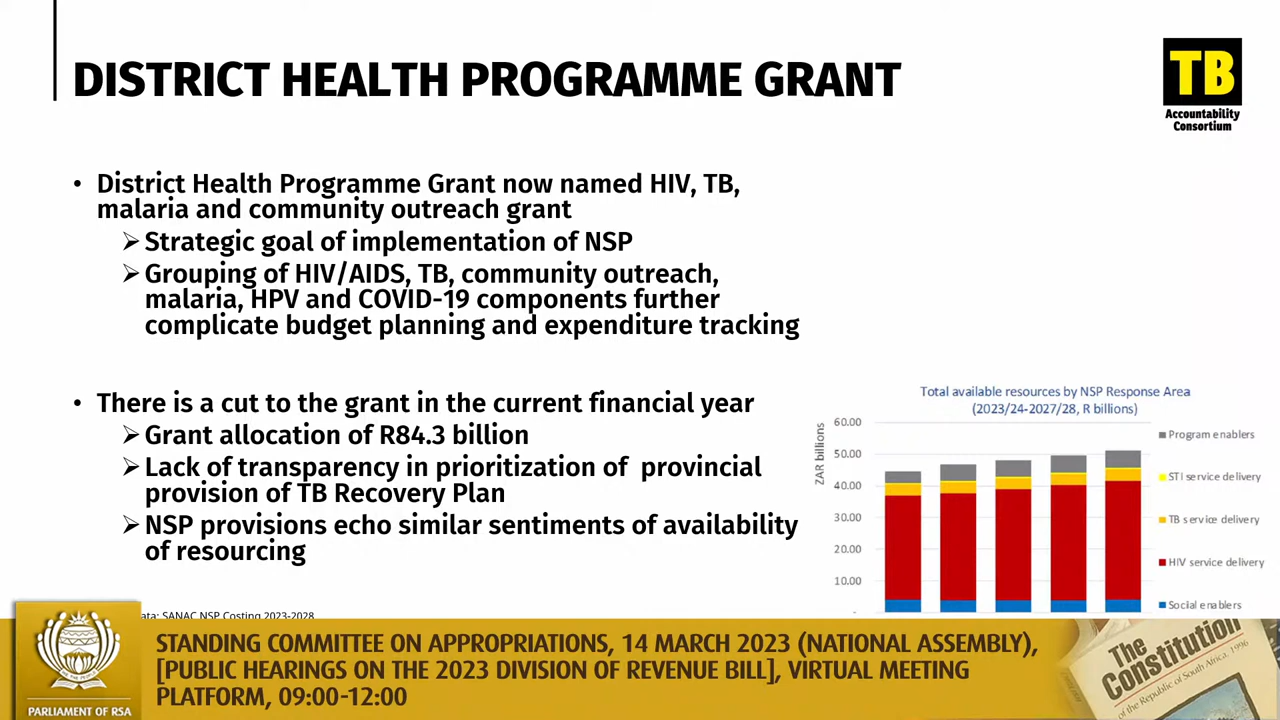 DISTRICT HEALTH PROGRAMME GRANT
TB
Accountability
Consortium
• District Health Programme Grant now named HIV, TB,
malaria and community outreach grant
➢ Strategic goal of implementation of NSP
➢ Grouping of HIV/AIDS, TB, community outreach,
malaria, HPV and COVID-19 components further
complicate budget planning and expenditure tracking
• There is a cut to the grant in the current financial year
➢ Grant allocation of R84.3 billion
➢ Lack of transparency in prioritization of provincial
provision of TB Recovery Plan
➢ NSP provisions echo similar sentiments of availability
of resourcing
Total available resources by NSP Response Area
(2023/24-2027/28, R billions)
ZAR billions
60.00
50.00
40.00
30.00
20.00
10.00
-
Program enablers
STI service delivery
TB service delivery
HIV service delivery
Social enablers
ata: SANAC NSP Costing 2023-2028
PARLIAMENT OF RSA
STANDING COMMITTEE ON APPROPRIATIONS, 14 MARCH 2023 (NATIONAL ASSEMBLY),
[PUBLIC HEARINGS ON THE 2023 DIVISION OF REVENUE BILL], VIRTUAL MEETING
PLATFORM, 09:00-12:00
The
Constitution
of the Republic of South Africa, 1996